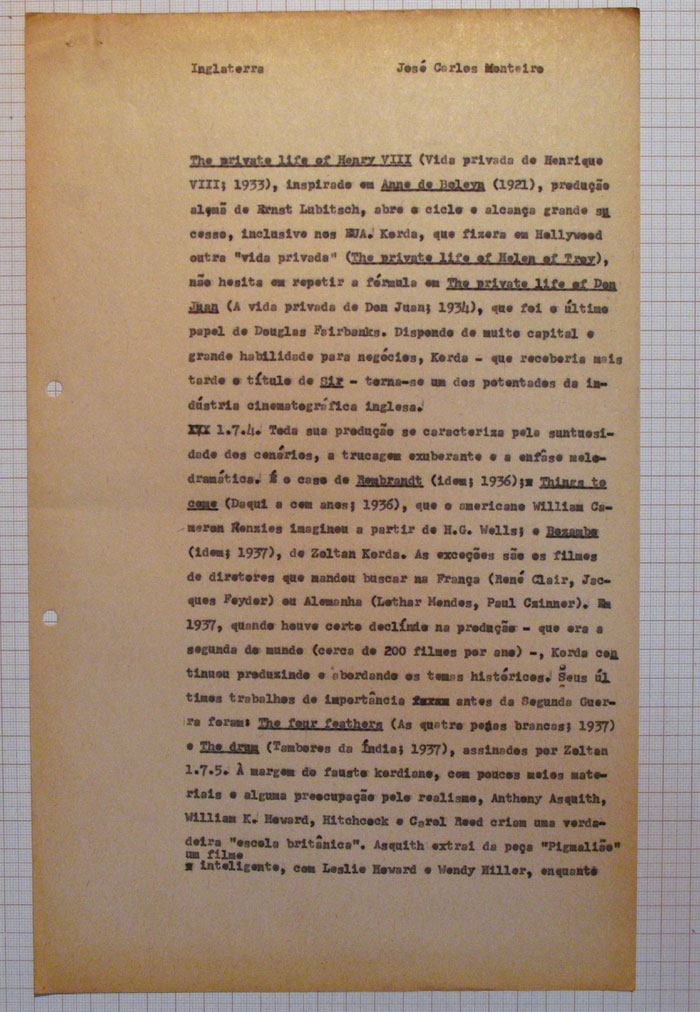 Inglaterra José Carlos Monteiro
The private life of Henry VIII (Vida privada de Henrique
VIII; 1933), inspirado em Anne de Boleyn (1921), produção
alemã de Ernst Lubitsch, abre o ciclo e alcança grande su
cesso, inclusive nos EUA. Korda, que fizera em Hollywood
outra "vida privada" (The private life of Helen of Troy),
não hesita em repetir a fórmula em The private life of Don
Juan (A vida privada de Don Juan; 1934), que foi o último
papel de Douglas Fairbanks. Dispondo de muito capital e
grande habilidade para negócios, Korda - que receberia mais
tarde o título de Sir - torna-se um dos potentados da in-
dústria cinematográfica inglesa.
XXX 1.7.4. Toda sua produção se caracteriza pela suntuosi-
dade dos cenários, a trucagem exuberante e a enfâse melo-
dramática. É o caso de Rembrandt (idem; 1936);x Things to
come (Daqui a cem anos; 1936), que o americano William Ca-
meron Menzies imaginou a partir de H.G. Wells; e Bozambo
(idem; 1937), de Zoltan Korda. As exceções são os filmes
de diretores que mandou buscar na França (René Clair, Jac-
ques Feyder) ou Alemanha (Lothar Mendes, Paul Czinner). Em
1937, quando houve certo declínio na produção - que era a
segunda do mundo (cerca de 200 filmes por ano) -, Korda con
tinuou produzindo e abordando os temas históricos. Seus úl
timos trabalhos de importância antes da Segunda Guer-
ra foram: The four feathers (As quatro penas brancas; 1937)
e The drum (Tambores da Índia; 1937), assinados por Zoltan
1.7.5. À margem do fausto kordiano, com poucos meios mate-
riais e alguma preocupação pelo realismo, Anthony Asquith,
William K. Howard, Hitchcock e Carol Reed criam uma verda-
deira "escola britânica". Asquith extrai da peça "Pigmalião"
um filme
x inteligente, com Leslie Howard e Wendy Hiller, enquanto